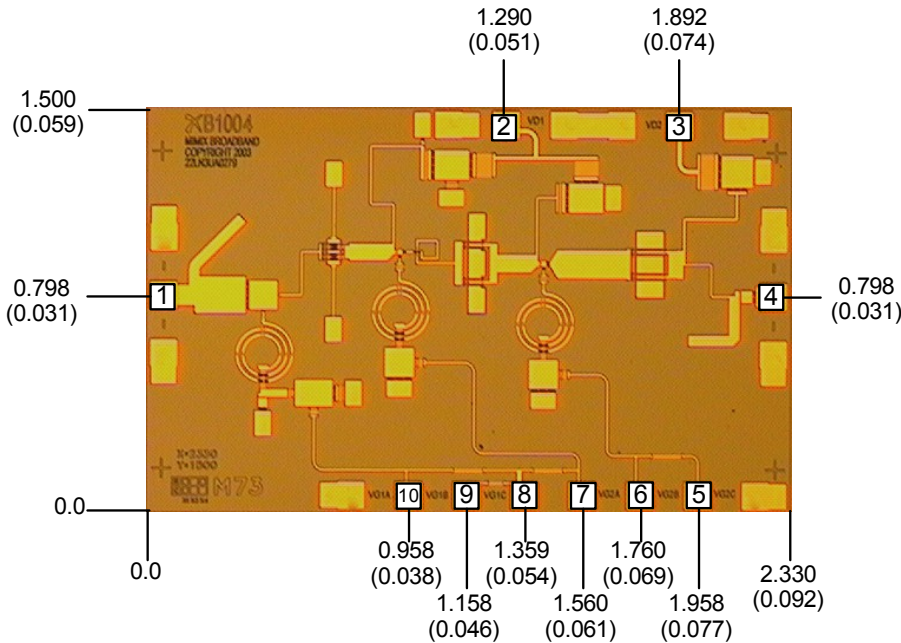 1.290
(0.051)
1.892
(0.074)
1.500
(0.059)
XB1004
MIMIX BROADBAND
COPYRIGHT 2003
2
VD1
VD2
3
0.798
(0.031)
1
4
0.798
(0.031)
X=2330
Y=1500
M73
0.0
VG1A
10
VG1B
9
VG1C
8
7
VG2A
6
VG2B
5
VG2C
0.0
0.958
(0.038)
1.359
(0.054)
1.760
(0.069)
2.330
(0.092)
1.158
(0.046)
1.560
(0.061)
1.958
(0.077)